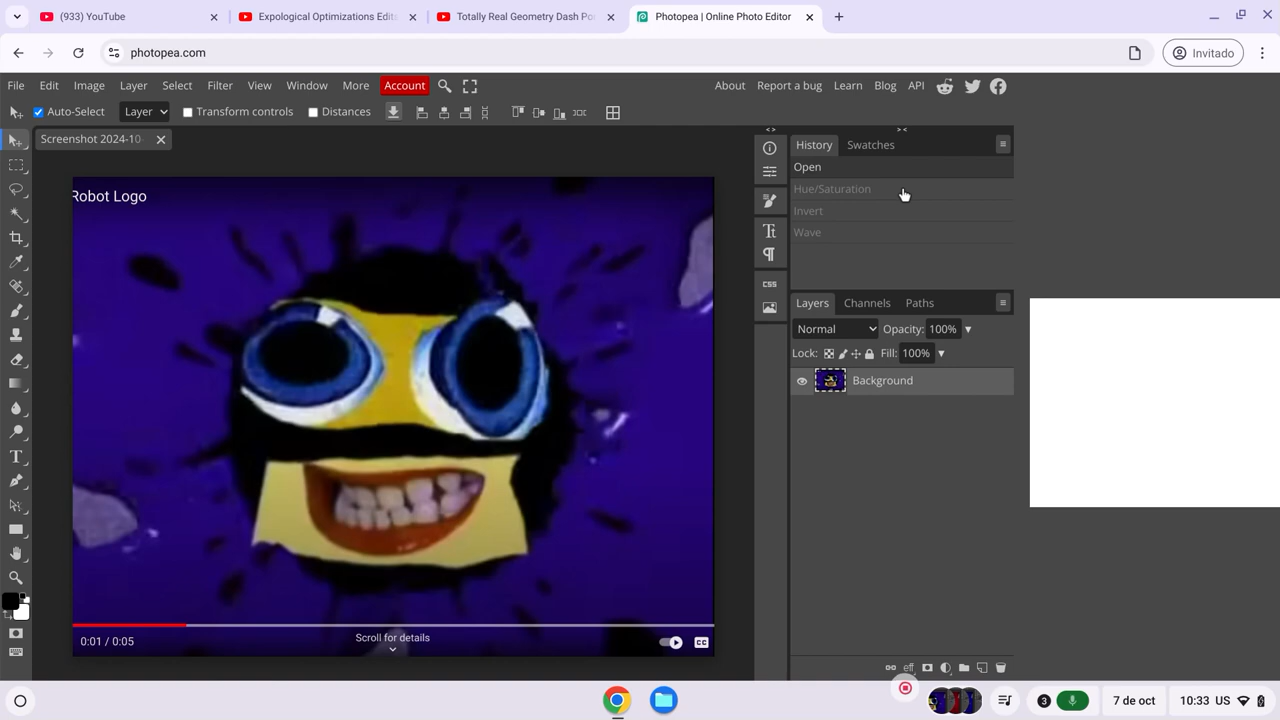 (933) YouTube
Expological Optimizations Edit
Totally Real Geometry Dash Po
Photopea | Online Photo Editor
photopea.com
Invitado
File Edit Image Layer Select Filter View Window More Account
About Report a bug Learn Blog API
Auto-Select Layer Transform controls Distances
Screenshot 2024-10
History Swatches
Open
Hue/Saturation
Invert
Wave
Robot Logo
CSS
Layers Channels Paths
Normal Opacity: 100%
Lock: Fill: 100%
Background
0:01 / 0:05
Scroll for details
CC
eff
3
7 de oct
10:33 US